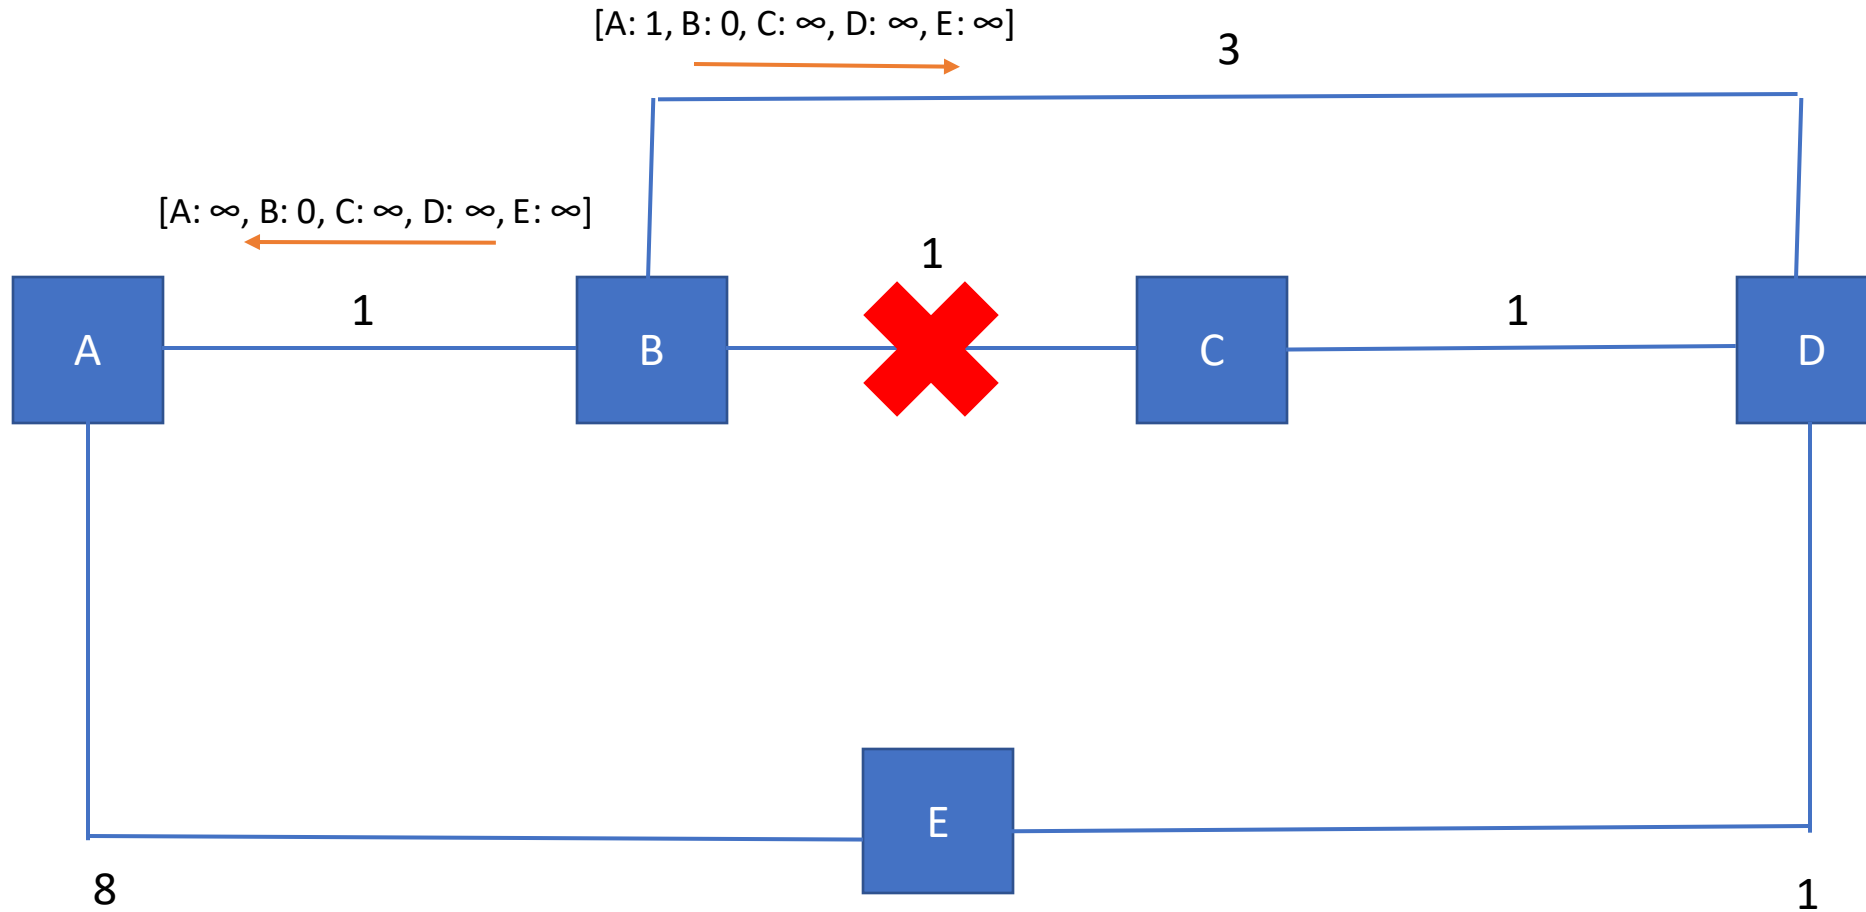 [A: 1, B: 0, C: ∞, D: ∞, E: ∞]
3
[A: ∞, B: 0, C: ∞, D: ∞, E: ∞]
1
A
1
B
C
1
D
E
8
1